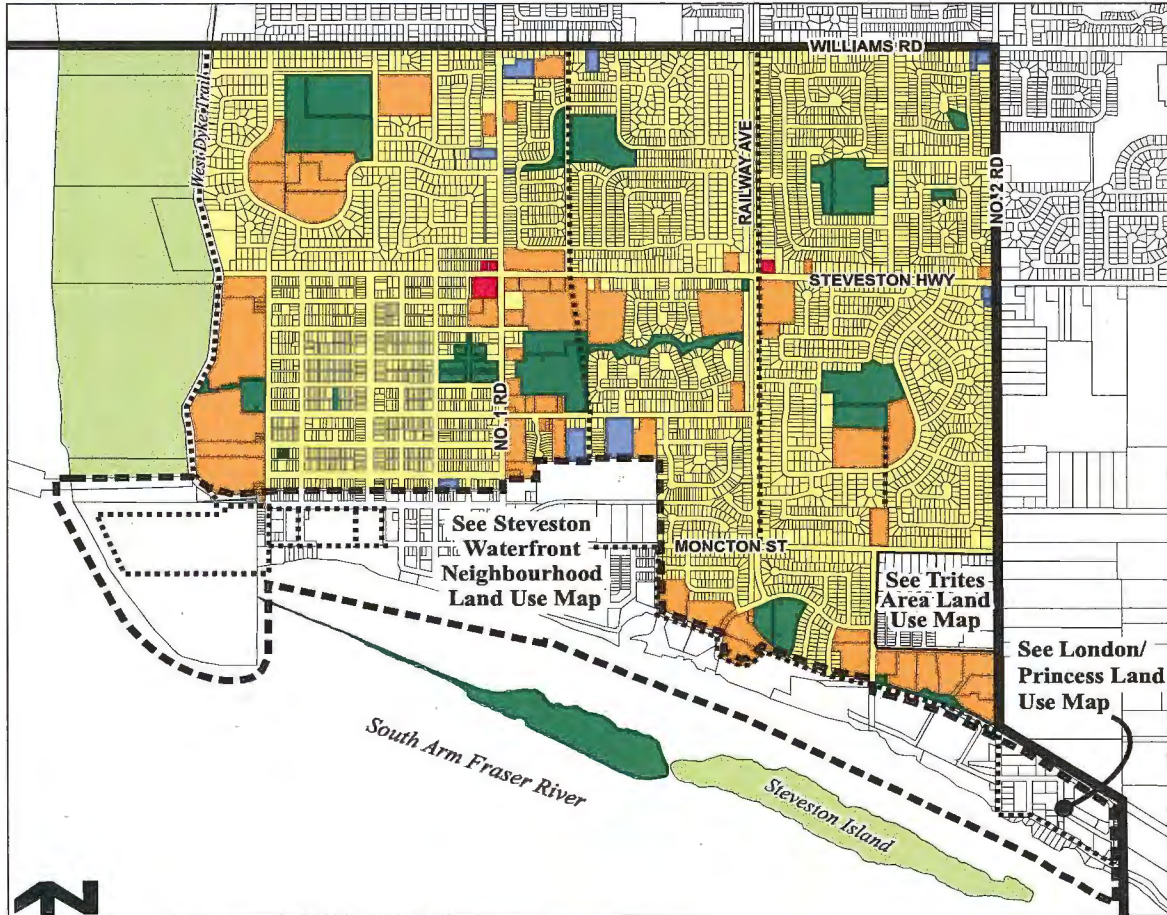 WILLIAMS RD
West Dyke Trail
RAILWAY AVE
NO. 2 RD
STEVESTON HWY
NO. 1 RD
See Steveston
Waterfront
Neighbourhood
Land Use Map
MONCTON ST
See Trites
Area Land
Use Map
See London/
Princess Land
Use Map
South Arm Fraser River
Steveston Island